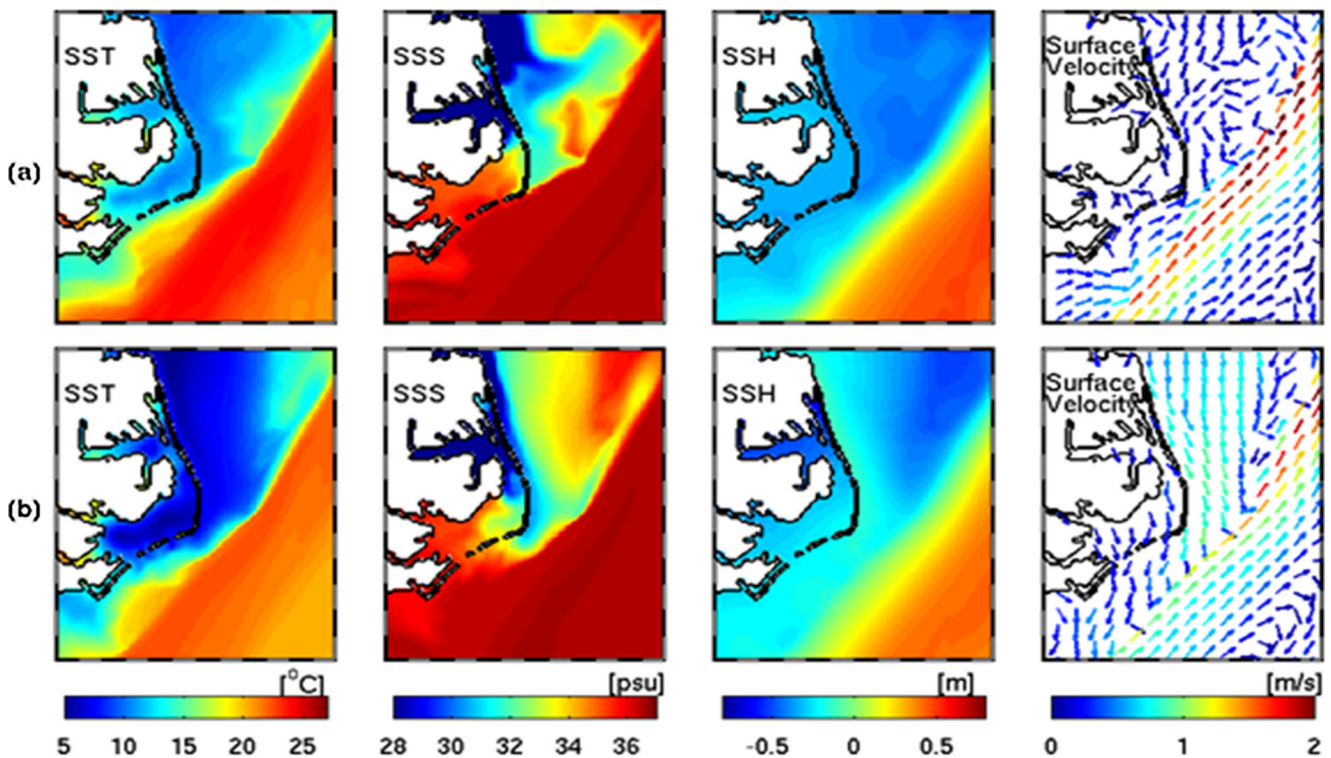 SST
SSS
SSH
Surface
Velocity
(a)
SST
SSS
SSH
Surface
Velocity
(b)
[°C]
[psu]
[m]
[m/s]
5 10 15 20 25
28 30 32 34 36
-0.5 0 0.5
0 1 2